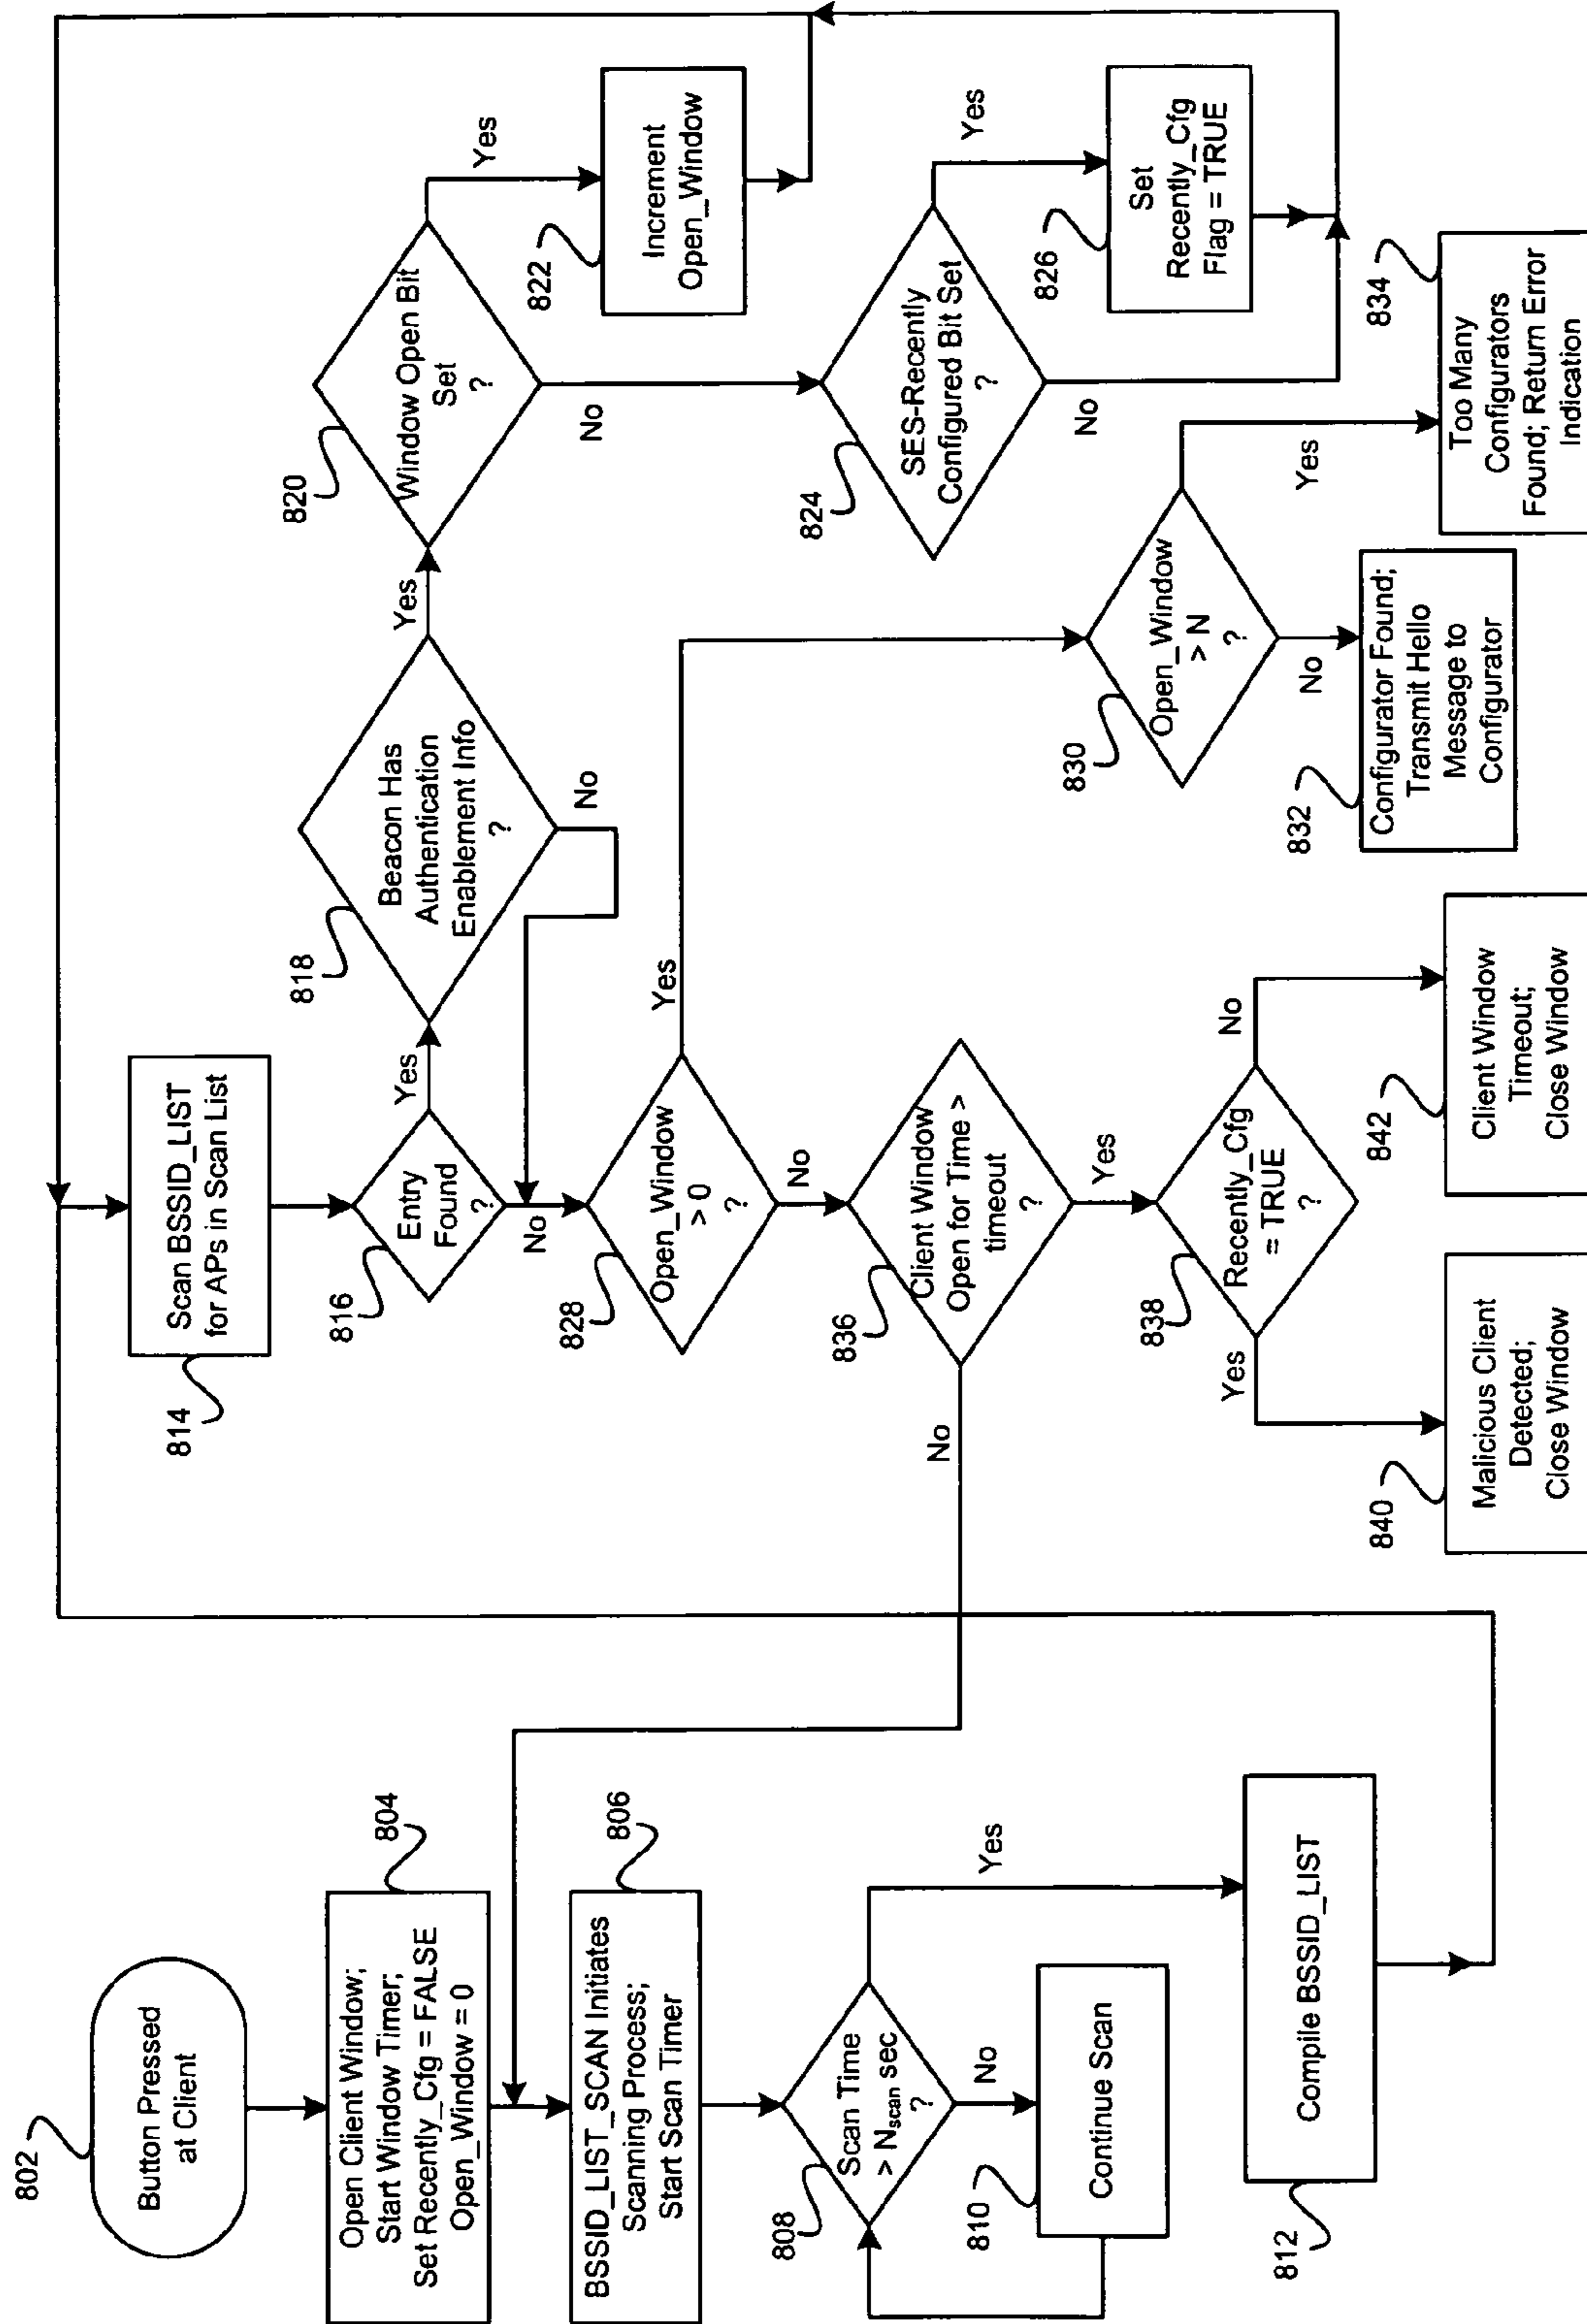 802
Button Pressed
at Client
804
Open Client Window;
Start Window Timer;
Set Recently_Cfg = FALSE
Open_Window = 0
806
BSSID_LIST_SCAN Initiates
Scanning Process;
Start Scan Timer
808
Scan Time
> Nscan sec
?
Yes
No
810
Continue Scan
812
Compile BSSID_LIST
814
Scan BSSID_LIST
for APs in Scan List
816
Entry
Found
?
Yes
No
818
Beacon Has
Authentication
Enablement Info
?
Yes
No
820
Window Open Bit
Set
?
Yes
No
822
Increment
Open_Window
824
SES-Recently
Configured Bit Set
?
Yes
No
826
Set
Recently_Cfg
Flag = TRUE
828
Open_Window
> 0
?
Yes
No
830
Open_Window
> N
?
Yes
No
832
Configurator Found;
Transmit Hello
Message to
Configurator
834
Too Many
Configurators
Found; Return Error
Indication
836
Client Window
Open for Time >
timeout
?
No
Yes
838
Recently_Cfg
= TRUE
?
Yes
No
840
Malicious Client
Detected;
Close Window
842
Client Window
Timeout;
Close Window